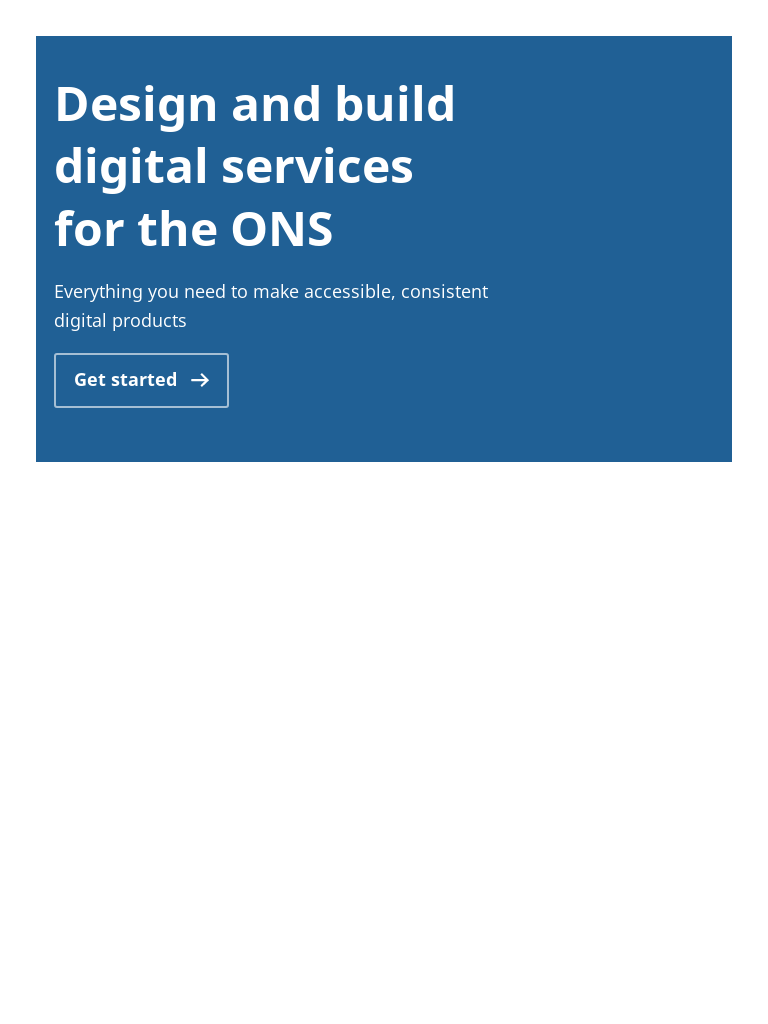 Design and build
digital services
for the ONS
Everything you need to make accessible, consistent
digital products
Get started